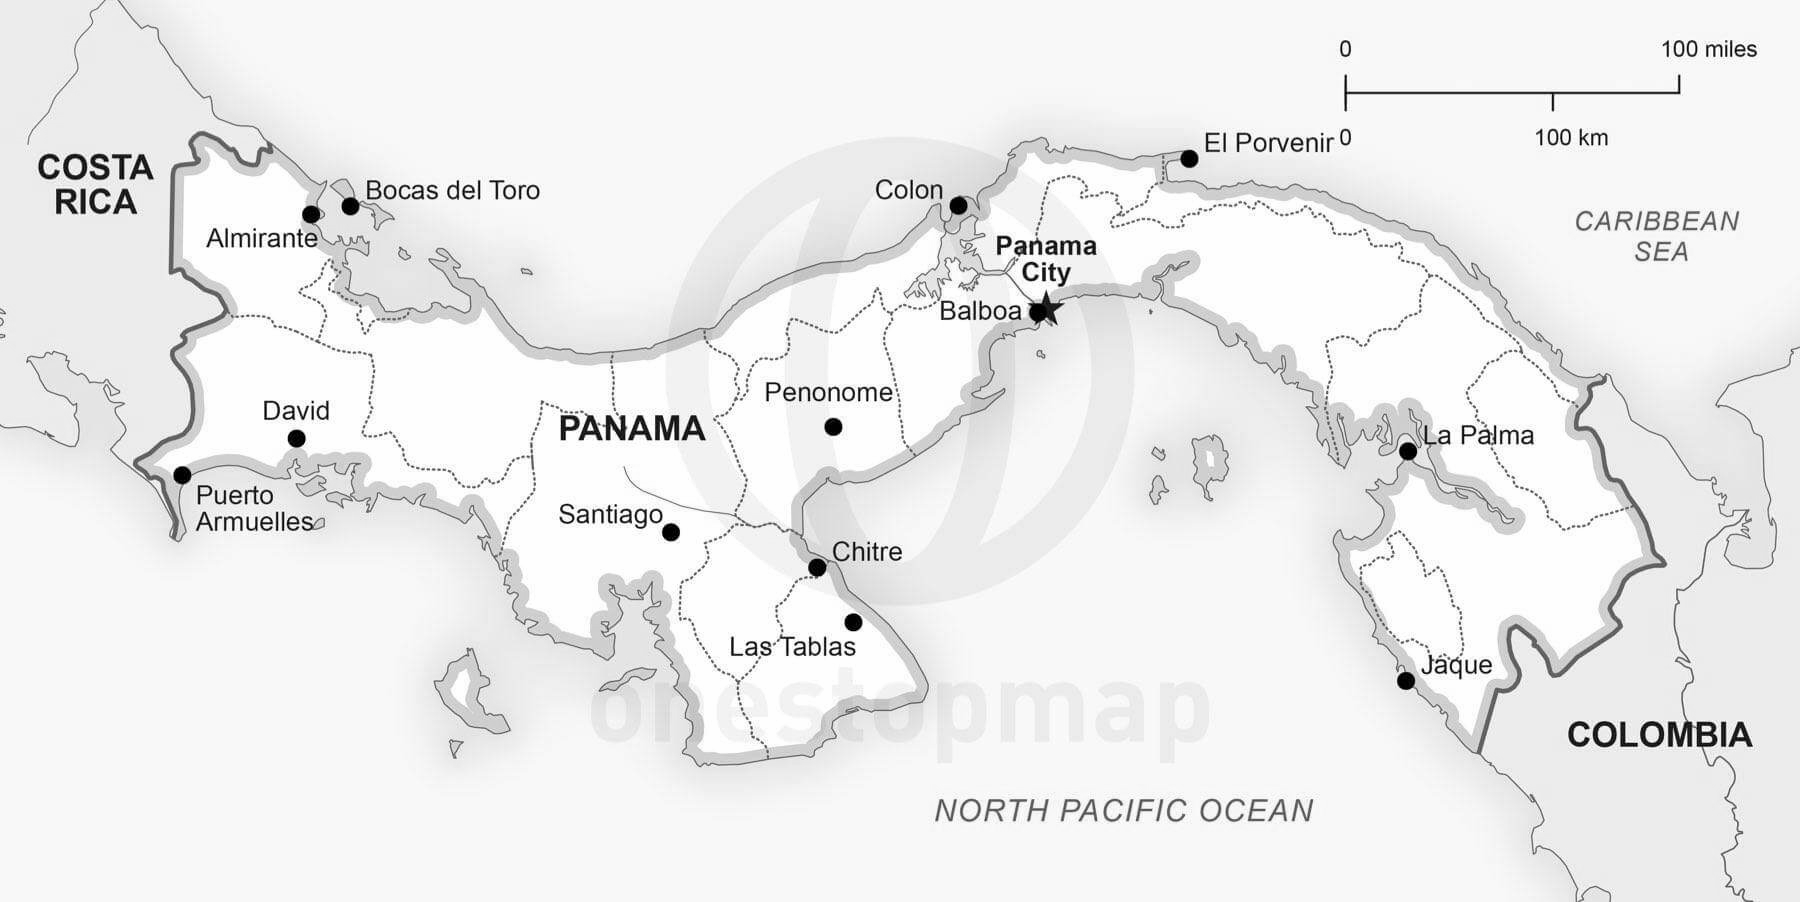 0
100 miles
0
100 km
El Porvenir
COSTA
RICA
Bocas del Toro
Colon
Almirante
CARIBBEAN
SEA
Panama
City
Balboa
Penonome
David
PANAMA
La Palma
Puerto
Armuelles
Santiago
Chitre
Las Tablas
Jaque
onestopmap
COLOMBIA
NORTH PACIFIC OCEAN